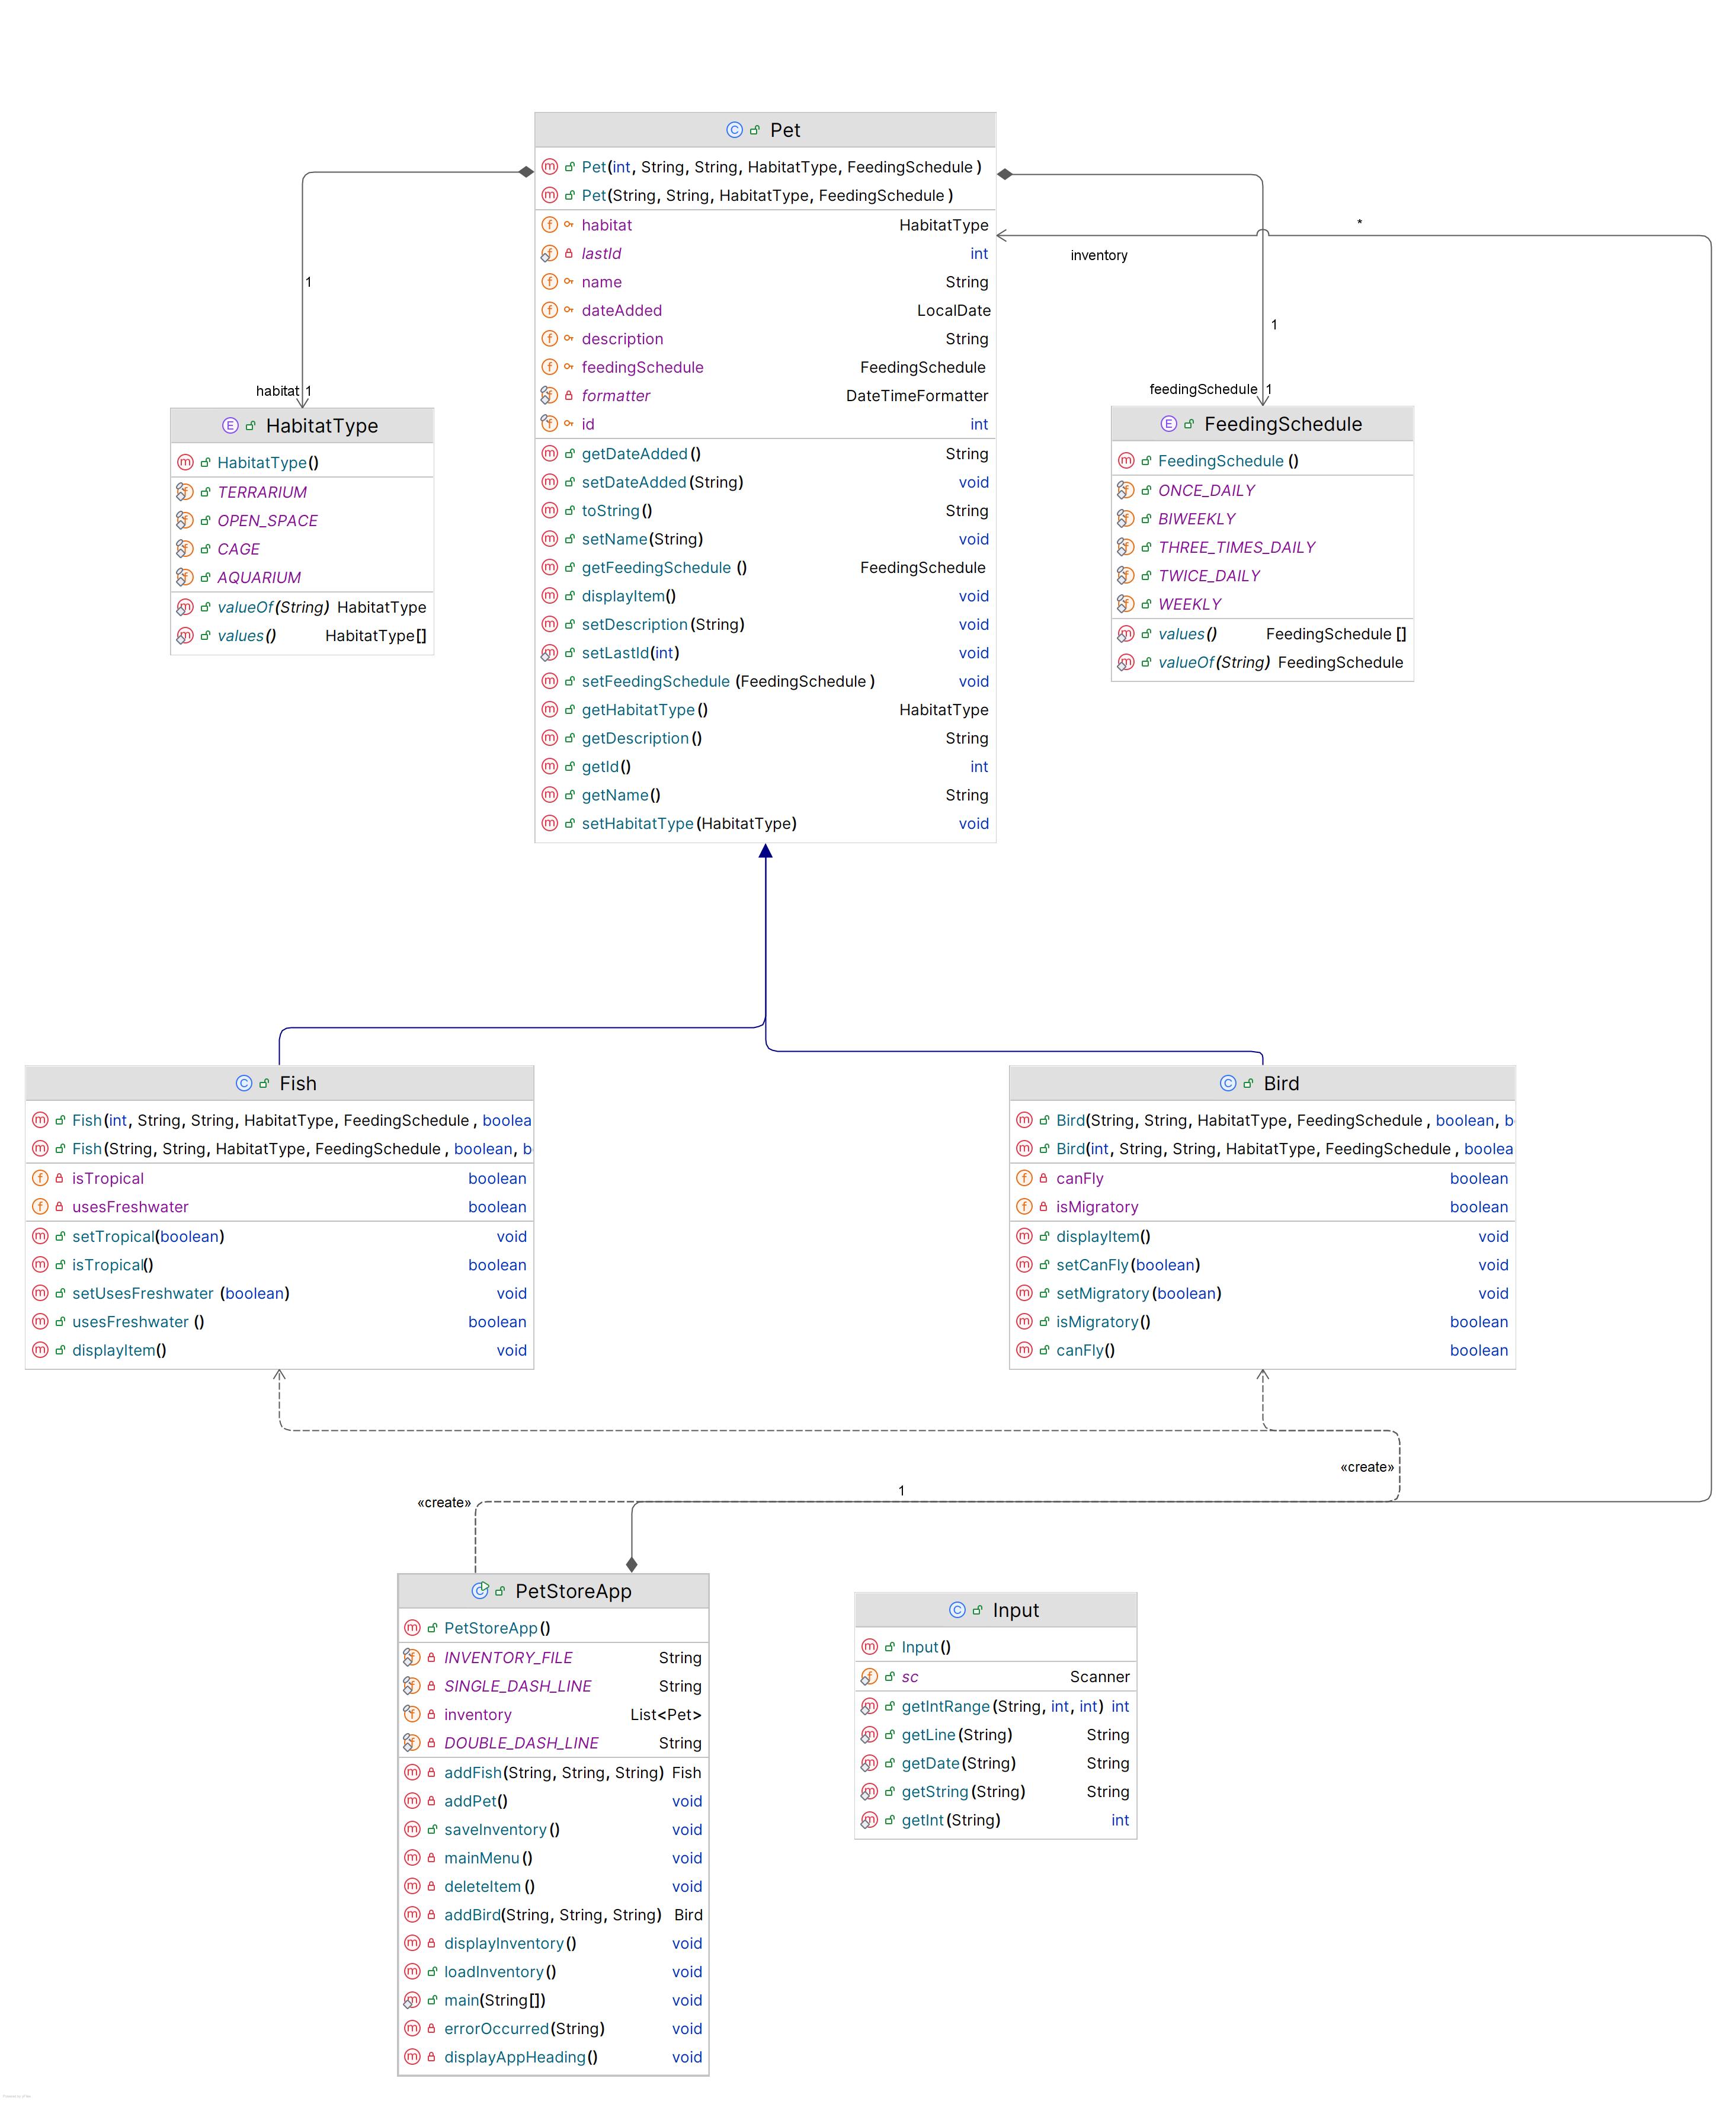 Pet
Pet(int, String, String, HabitatType, FeedingSchedule)
Pet(String, String, HabitatType, FeedingSchedule)
habitat HabitatType
lastId int
name String
dateAdded LocalDate
description String
feedingSchedule FeedingSchedule
formatter DateTimeFormatter
id int
getDateAdded() String
setDateAdded(String) void
toString() String
setName(String) void
getFeedingSchedule() FeedingSchedule
displayItem() void
setDescription(String) void
setLastId(int) void
setFeedingSchedule(FeedingSchedule) void
getHabitatType() HabitatType
getDescription() String
getId() int
getName() String
setHabitatType(HabitatType) void
1
habitat 1
*
inventory
1
feedingSchedule 1
HabitatType
HabitatType()
TERRARIUM
OPEN_SPACE
CAGE
AQUARIUM
valueOf(String) HabitatType
values() HabitatType[]
FeedingSchedule
FeedingSchedule()
ONCE_DAILY
BIWEEKLY
THREE_TIMES_DAILY
TWICE_DAILY
WEEKLY
values() FeedingSchedule[]
valueOf(String) FeedingSchedule
Fish
Fish(int, String, String, HabitatType, FeedingSchedule, boolea
Fish(String, String, HabitatType, FeedingSchedule, boolean, b
isTropical boolean
usesFreshwater boolean
setTropical(boolean) void
isTropical() boolean
setUsesFreshwater(boolean) void
usesFreshwater() boolean
displayItem() void
Bird
Bird(String, String, HabitatType, FeedingSchedule, boolean, b
Bird(int, String, String, HabitatType, FeedingSchedule, boolea
canFly boolean
isMigratory boolean
displayItem() void
setCanFly(boolean) void
setMigratory(boolean) void
isMigratory() boolean
canFly() boolean
«create»
1
«create»
PetStoreApp
PetStoreApp()
INVENTORY_FILE String
SINGLE_DASH_LINE String
inventory List<Pet>
DOUBLE_DASH_LINE String
addFish(String, String, String) Fish
addPet() void
saveInventory() void
mainMenu() void
deleteItem() void
addBird(String, String, String) Bird
displayInventory() void
loadInventory() void
main(String[]) void
errorOccurred(String) void
displayAppHeading() void
Input
Input()
sc Scanner
getIntRange(String, int, int) int
getLine(String) String
getDate(String) String
getString(String) String
getInt(String) int